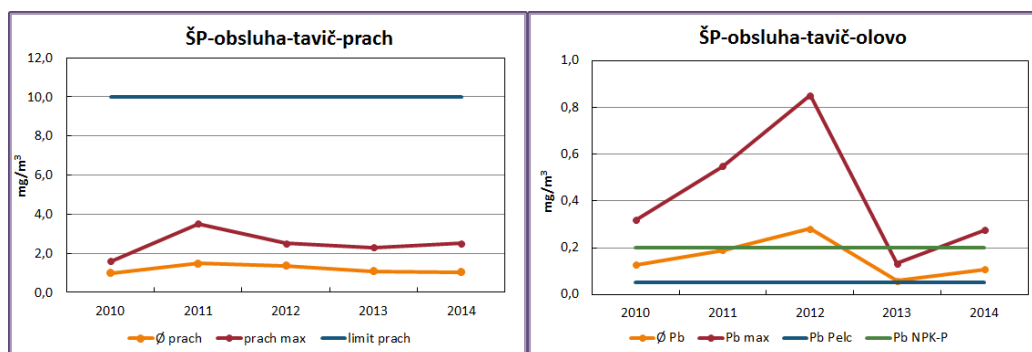 ŠP-obsluha-tavič-prach
12,0
10,0
8,0
6,0
4,0
2,0
0,0
mg/m³
2010 2011 2012 2013 2014
Ø prach prach max limit prach
ŠP-obsluha-tavič-olovo
1,0
0,8
0,6
0,4
0,2
0,0
mg/m³
2010 2011 2012 2013 2014
Ø Pb Pb max Pb Pelc Pb NPK-P